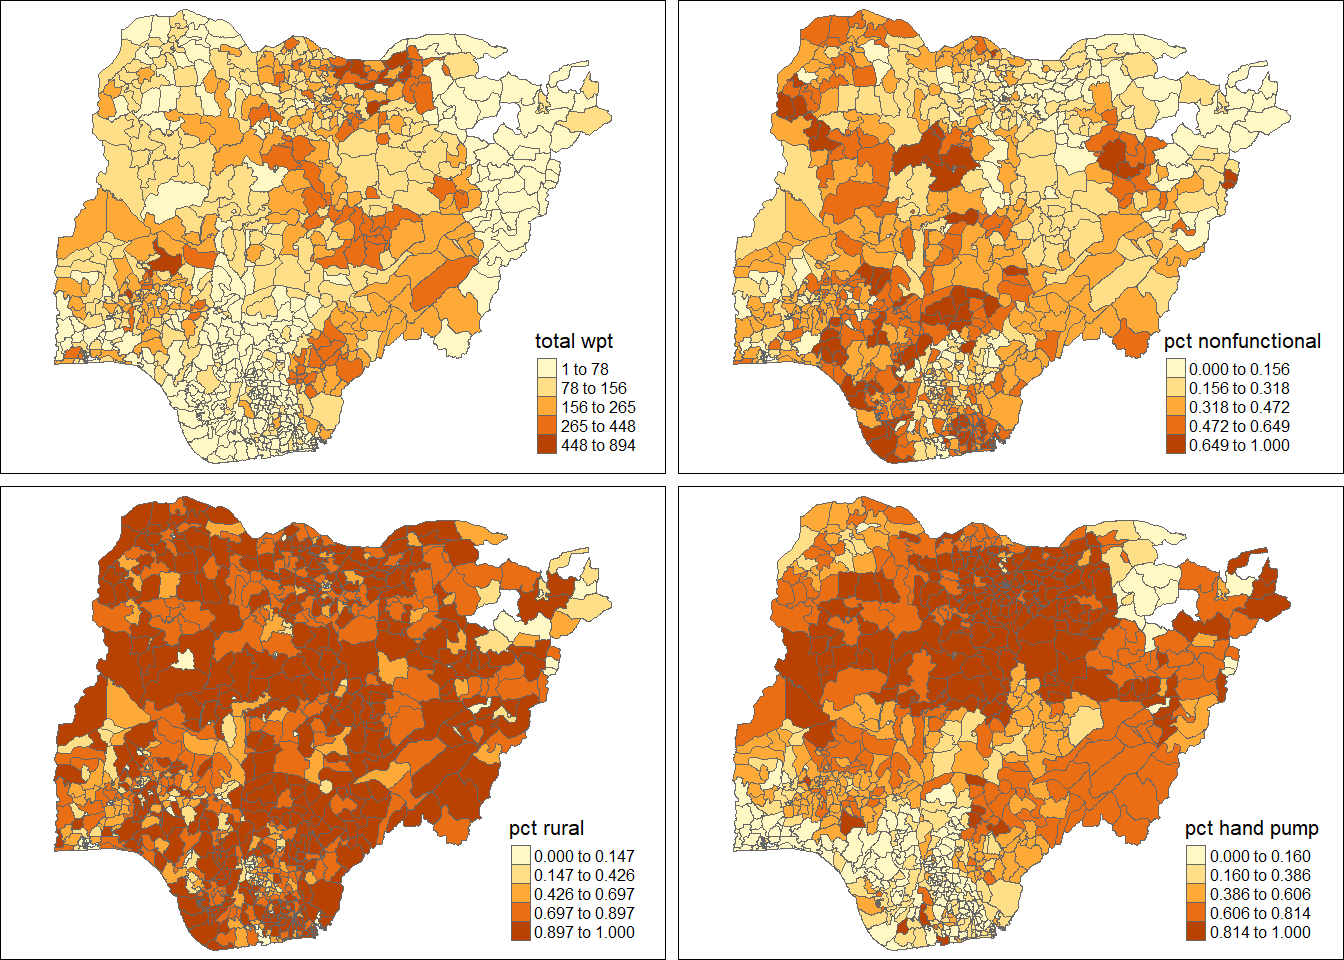 total wpt
1 to 78
78 to 156
156 to 265
265 to 448
448 to 894
pct nonfunctional
0.000 to 0.156
0.156 to 0.318
0.318 to 0.472
0.472 to 0.649
0.649 to 1.000
pct rural
0.000 to 0.147
0.147 to 0.426
0.426 to 0.697
0.697 to 0.897
0.897 to 1.000
pct hand pump
0.000 to 0.160
0.160 to 0.386
0.386 to 0.606
0.606 to 0.814
0.814 to 1.000